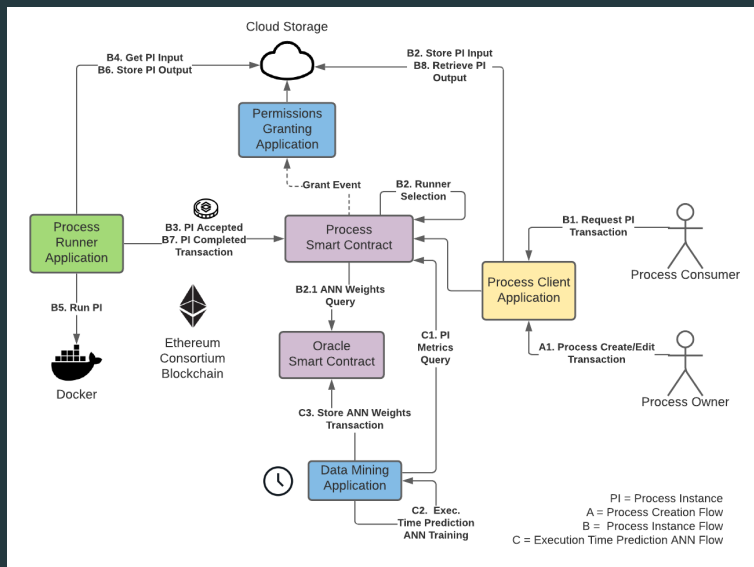 Cloud Storage
B4. Get PI Input
B6. Store PI Output
B2. Store PI Input
B8. Retrieve PI
Output
Permissions
Granting
Application
Grant Event
B2. Runner
Selection
Process
Runner
Application
B3. PI Accepted
B7. PI Completed
Transaction
Process
Smart Contract
B1. Request PI
Transaction
Process Consumer
Process Client
Application
B5. Run PI
B2.1 ANN Weights
Query
Ethereum
Consortium
Blockchain
Oracle
Smart Contract
C1. PI
Metrics
Query
A1. Process Create/Edit
Transaction
Process Owner
Docker
C3. Store ANN Weights
Transaction
Data Mining
Application
C2. Exec.
Time Prediction
ANN Training
PI = Process Instance
A = Process Creation Flow
B = Process Instance Flow
C = Execution Time Prediction ANN Flow